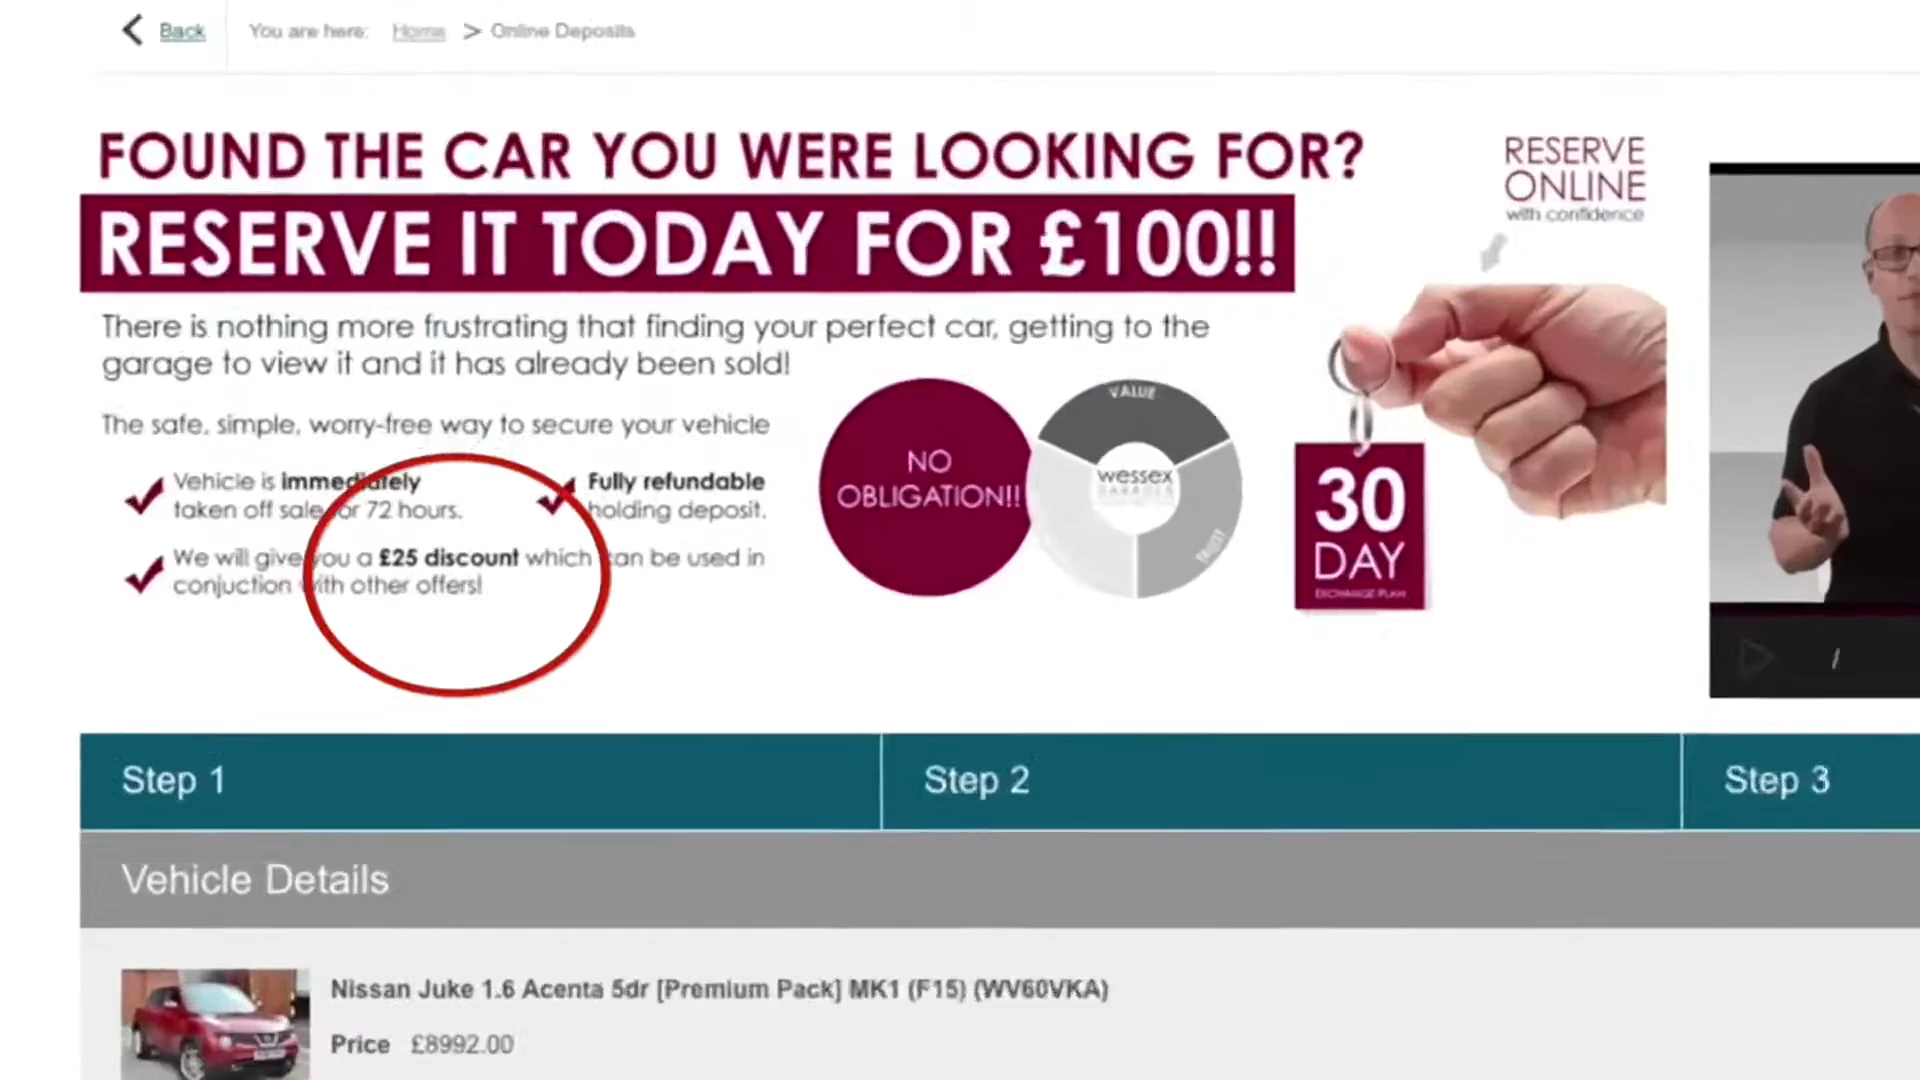 Back
You are here: Home > Online Deposits
FOUND THE CAR YOU WERE LOOKING FOR?
RESERVE IT TODAY FOR £100!!
There is nothing more frustrating that finding your perfect car, getting to the
garage to view it and it has already been sold!
The safe, simple, worry-free way to secure your vehicle
Vehicle is immediately
taken off sale for 72 hours.
Fully refundable
holding deposit.
We will give you a £25 discount which can be used in
conjuction with other offers!
NO
OBLIGATION!!
VALUE
wessex
GARAGES
RESERVE
ONLINE
with confidence
30
DAY
EXCHANGE PLAN
Step 1
Step 2
Step 3
Vehicle Details
Nissan Juke 1.6 Acenta 5dr [Premium Pack] MK1 (F15) (WV60VKA)
Price £8992.00